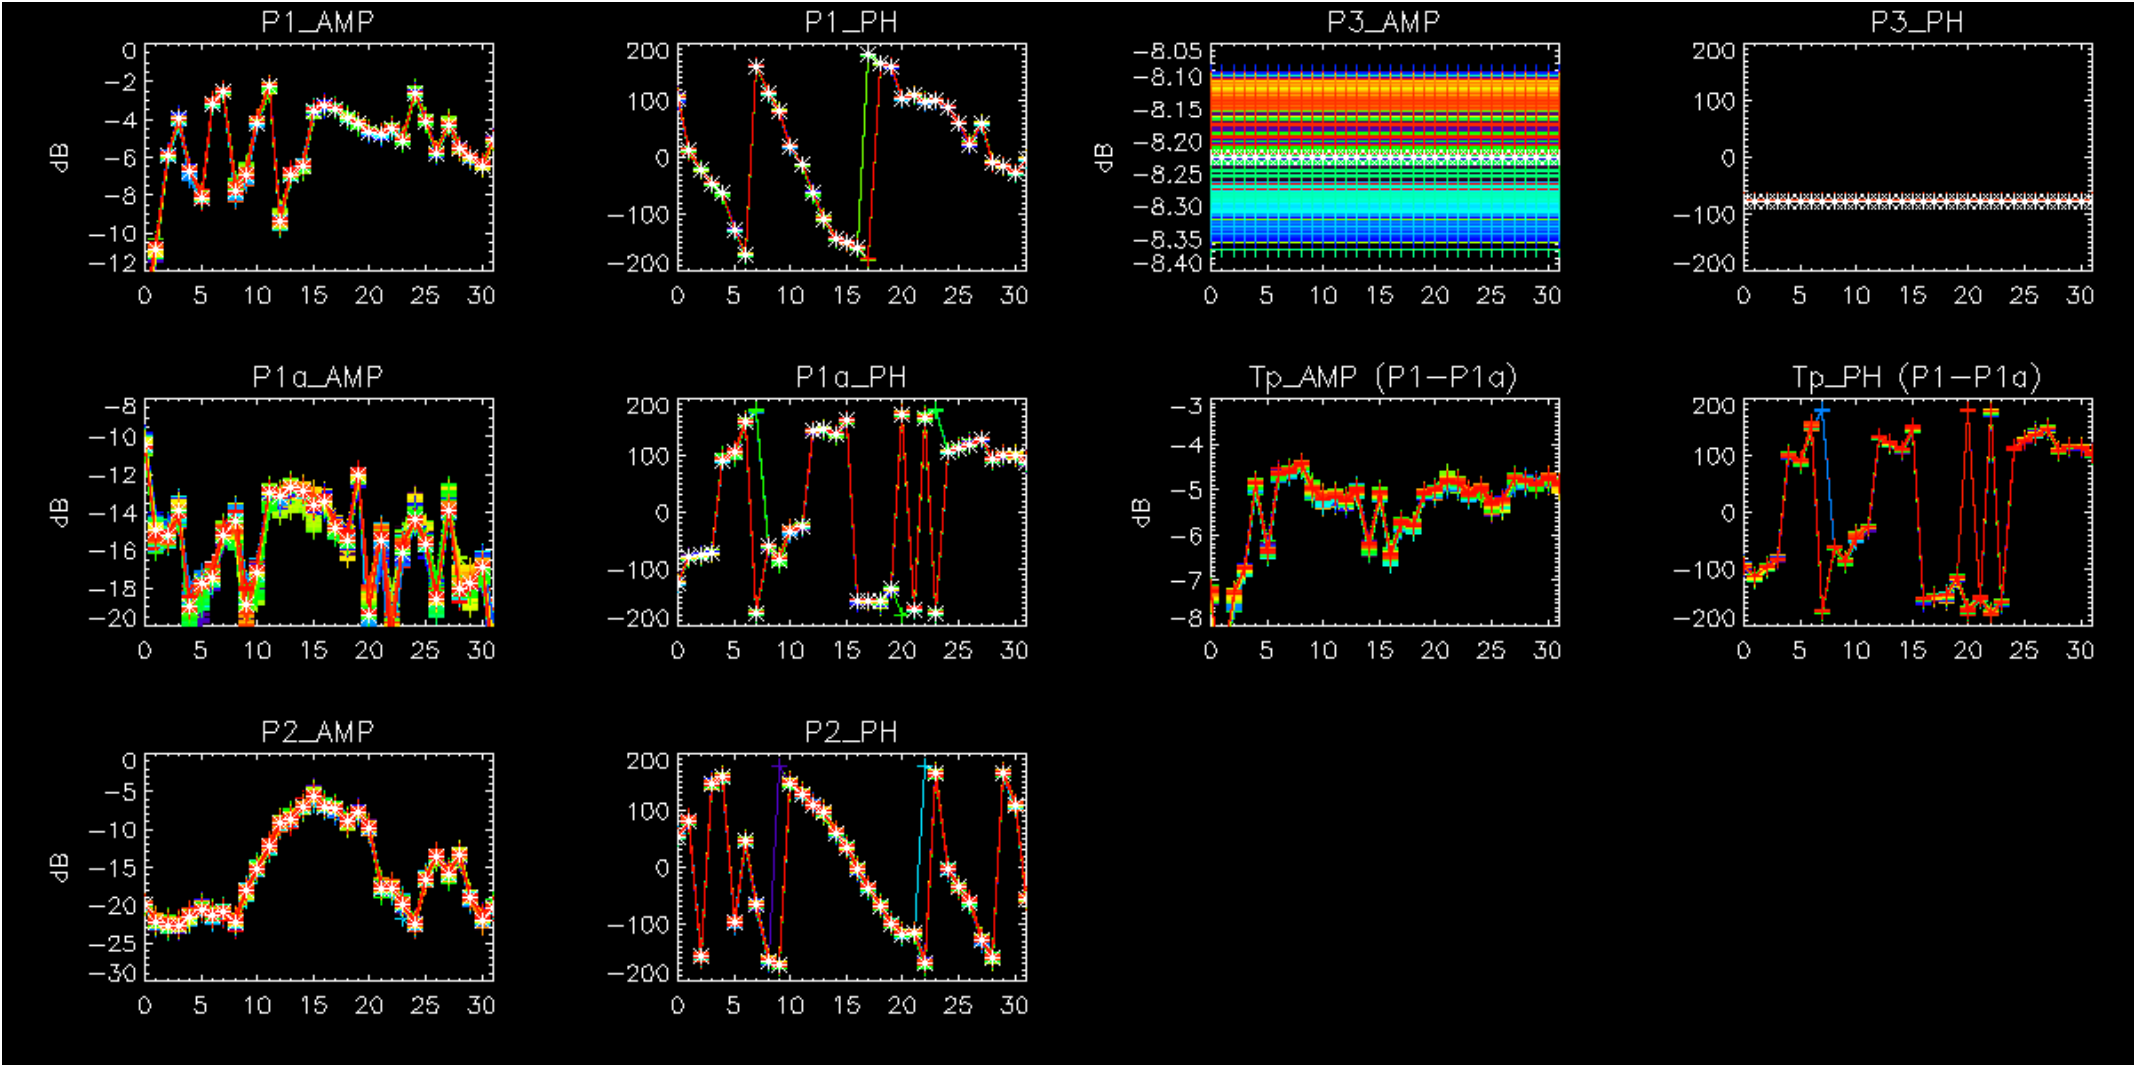 P1_AMP
dB
0
−2
−4
−6
−8
−10
−12
0 5 10 15 20 25 30
P1_PH
200
100
0
−100
−200
0 5 10 15 20 25 30
P3_AMP
dB
−8.05
−8.10
−8.15
−8.20
−8.25
−8.30
−8.35
−8.40
0 5 10 15 20 25 30
P3_PH
200
100
0
−100
−200
0 5 10 15 20 25 30
P1a_AMP
dB
−8
−10
−12
−14
−16
−18
−20
0 5 10 15 20 25 30
P1a_PH
200
100
0
−100
−200
0 5 10 15 20 25 30
Tp_AMP (P1−P1a)
dB
−3
−4
−5
−6
−7
−8
0 5 10 15 20 25 30
Tp_PH (P1−P1a)
200
100
0
−100
−200
0 5 10 15 20 25 30
P2_AMP
dB
0
−5
−10
−15
−20
−25
−30
0 5 10 15 20 25 30
P2_PH
200
100
0
−100
−200
0 5 10 15 20 25 30